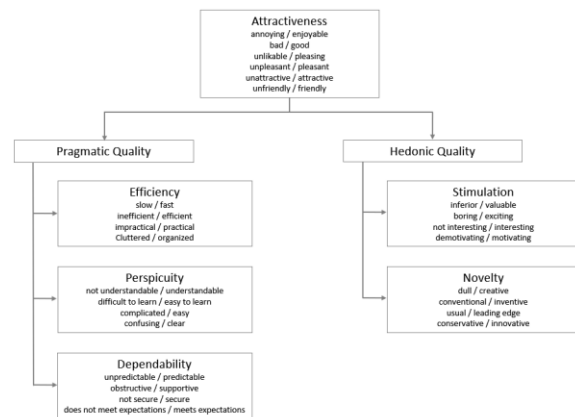 Attractiveness
annoying / enjoyable
bad / good
unlikable / pleasing
unpleasant / pleasant
unattractive / attractive
unfriendly / friendly
Pragmatic Quality
Hedonic Quality
Efficiency
slow / fast
inefficient / efficient
impractical / practical
Cluttered / organized
Stimulation
inferior / valuable
boring / exciting
not interesting / interesting
demotivating / motivating
Perspicuity
not understandable / understandable
difficult to learn / easy to learn
complicated / easy
confusing / clear
Novelty
dull / creative
conventional / inventive
usual / leading edge
conservative / innovative
Dependability
unpredictable / predictable
obstructive / supportive
not secure / secure
does not meet expectations / meets expectations